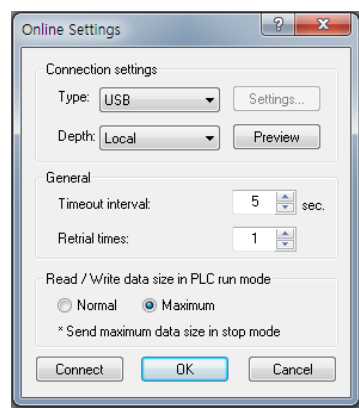 Online Settings
Connection settings
Type: USB Settings...
Depth: Local Preview
General
Timeout interval: 5 sec.
Retrial times: 1
Read / Write data size in PLC run mode
Normal Maximum
* Send maximum data size in stop mode
Connect OK Cancel